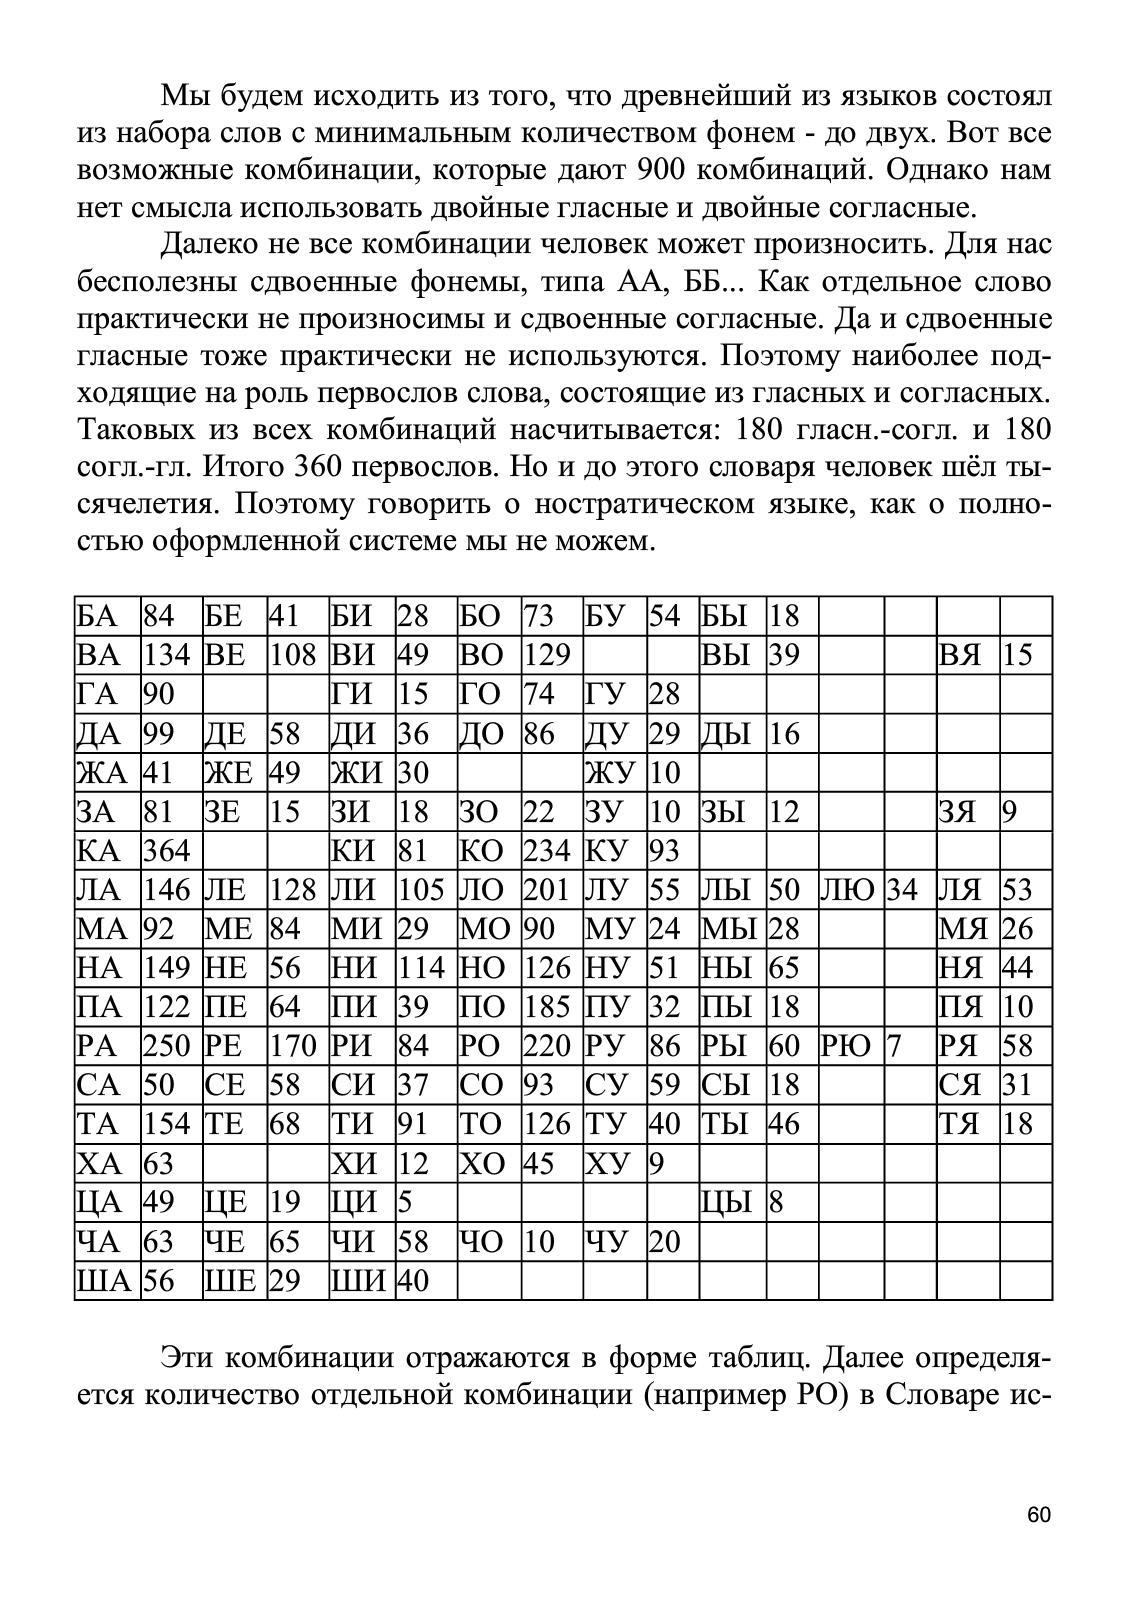 Мы будем исходить из того, что древнейший из языков состоял
из набора слов с минимальным количеством фонем - до двух. Вот все
возможные комбинации, которые дают 900 комбинаций. Однако нам
нет смысла использовать двойные гласные и двойные согласные.
Далеко не все комбинации человек может произносить. Для нас
бесполезны сдвоенные фонемы, типа АА, ББ... Как отдельное слово
практически не произносимы и сдвоенные согласные. Да и сдвоенные
гласные тоже практически не используются. Поэтому наиболее под-
ходящие на роль первослов слова, состоящие из гласных и согласных.
Таковых из всех комбинаций насчитывается: 180 гласн.-согл. и 180
согл.-гл. Итого 360 первослов. Но и до этого словаря человек шёл ты-
сячелетия. Поэтому говорить о ностратическом языке, как о полно-
стью оформленной системе мы не можем.
БА 84 БЕ 41 БИ 28 БО 73 БУ 54 БЫ 18
ВА 134 ВЕ 108 ВИ 49 ВО 129 ВЫ 39 ВЯ 15
ГА 90 ГИ 15 ГО 74 ГУ 28
ДА 99 ДЕ 58 ДИ 36 ДО 86 ДУ 29 ДЫ 16
ЖА 41 ЖЕ 49 ЖИ 30 ЖУ 10
ЗА 81 ЗЕ 15 ЗИ 18 ЗО 22 ЗУ 10 ЗЫ 12 ЗЯ 9
КА 364 КИ 81 КО 234 КУ 93
ЛА 146 ЛЕ 128 ЛИ 105 ЛО 201 ЛУ 55 ЛЫ 50 ЛЮ 34 ЛЯ 53
МА 92 МЕ 84 МИ 29 МО 90 МУ 24 МЫ 28 МЯ 26
НА 149 НЕ 56 НИ 114 НО 126 НУ 51 НЫ 65 НЯ 44
ПА 122 ПЕ 64 ПИ 39 ПО 185 ПУ 32 ПЫ 18 ПЯ 10
РА 250 РЕ 170 РИ 84 РО 220 РУ 86 РЫ 60 РЮ 7 РЯ 58
СА 50 СЕ 58 СИ 37 СО 93 СУ 59 СЫ 18 СЯ 31
ТА 154 ТЕ 68 ТИ 91 ТО 126 ТУ 40 ТЫ 46 ТЯ 18
ХА 63 ХИ 12 ХО 45 ХУ 9
ЦА 49 ЦЕ 19 ЦИ 5 ЦЫ 8
ЧА 63 ЧЕ 65 ЧИ 58 ЧО 10 ЧУ 20
ША 56 ШЕ 29 ШИ 40
Эти комбинации отражаются в форме таблиц. Далее определя-
ется количество отдельной комбинации (например РО) в Словаре ис-
60